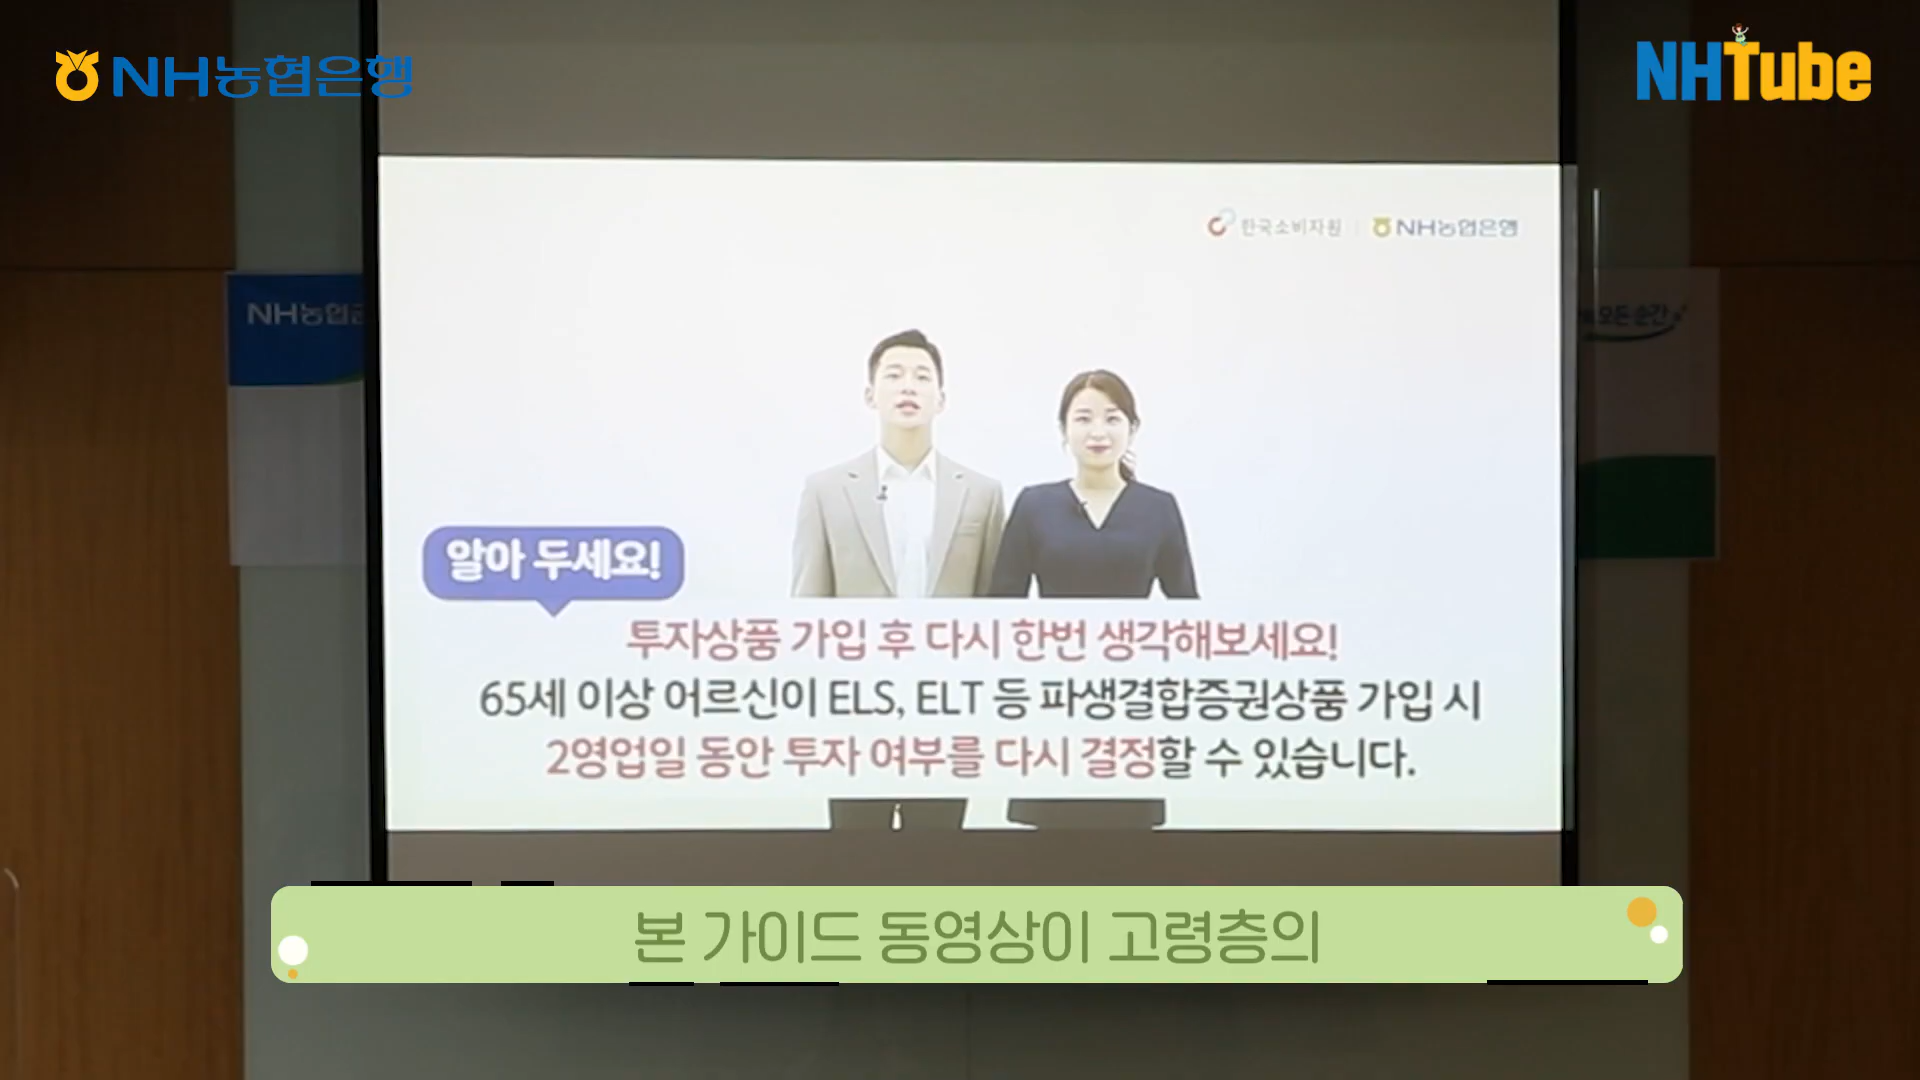 NH농협은행
NHTube
한국소비자원 | NH농협은행
NH농협금
모든 순간
알아 두세요!
투자상품 가입 후 다시 한번 생각해보세요!
65세 이상 어르신이 ELS, ELT 등 파생결합증권상품 가입 시
2영업일 동안 투자 여부를 다시 결정할 수 있습니다.
본 가이드 동영상이 고령층의